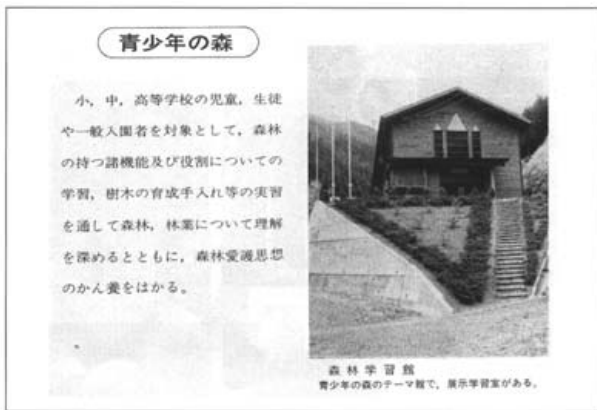 青少年の森
小，中，高等学校の児童，生徒
や一般入園者を対象として，森林
の持つ諸機能及び役割についての
学習，樹木の育成手入れ等の実習
を通して森林，林業について理解
を深めるとともに，森林愛護思想
のかん養をはかる。
森林学習館
青少年の森のテーマ館で，展示学習室がある。